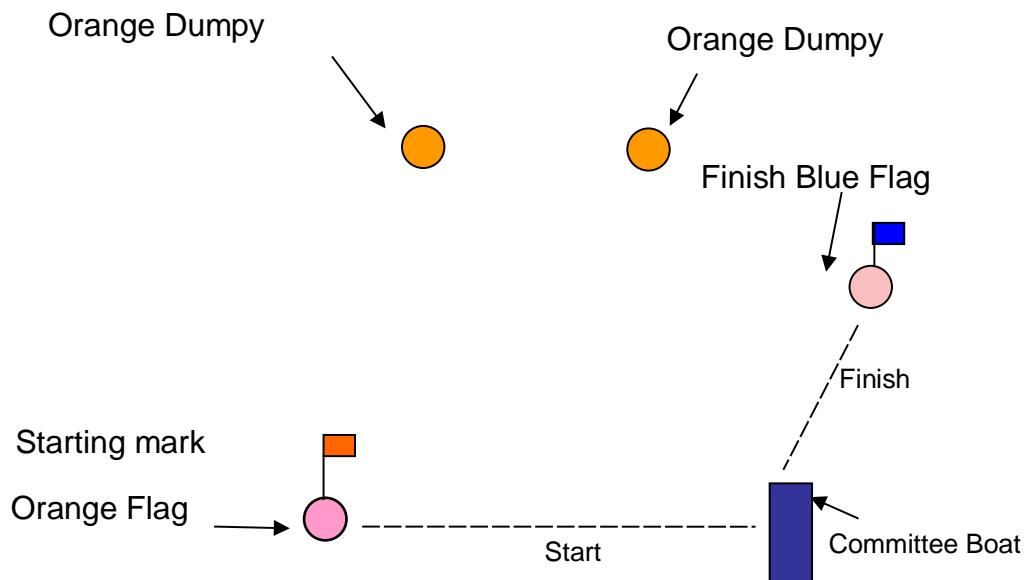 Orange Dumpy
Orange Dumpy
Finish Blue Flag
Finish
Starting mark
Orange Flag
Start
Committee Boat